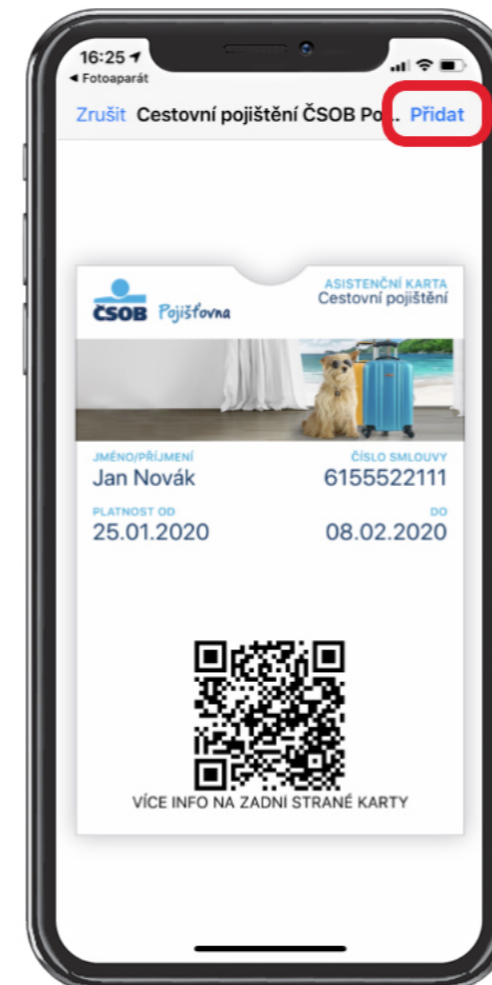 16:25
Fotoaparát
Zrušit Cestovní pojištění ČSOB Po... Přidat
ČSOB Pojišťovna
ASISTENČNÍ KARTA
Cestovní pojištění
JMÉNO/PŘÍJMENÍ
ČÍSLO SMLOUVY
Jan Novák
6155522111
PLATNOST OD
DO
25.01.2020
08.02.2020
VÍCE INFO NA ZADNÍ STRANĚ KARTY